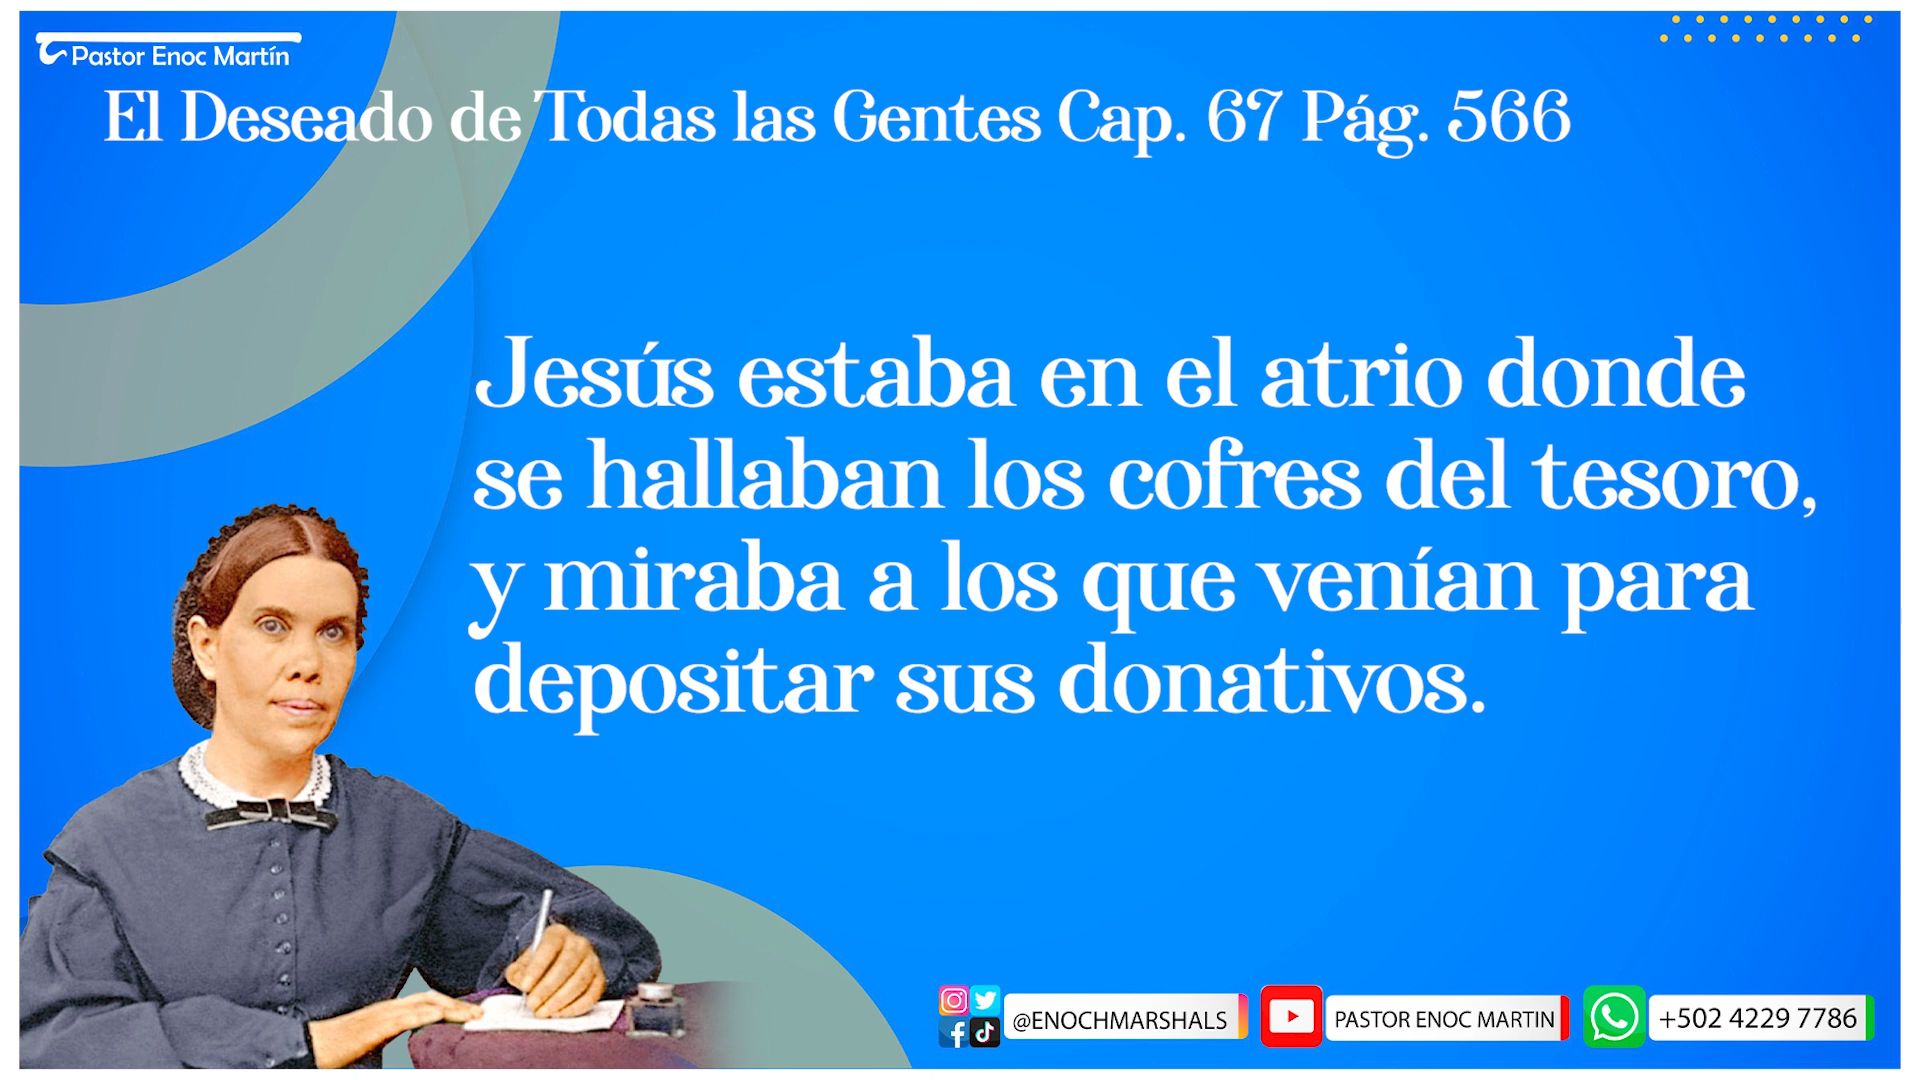 Pastor Enoc Martín
El Deseado de Todas las Gentes Cap. 67 Pág. 566
Jesús estaba en el atrio donde
se hallaban los cofres del tesoro,
y miraba a los que venían para
depositar sus donativos.
@ENOCHMARSHALS
PASTOR ENOC MARTIN
+502 4229 7786